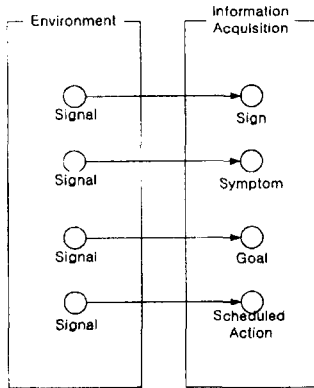 Environment
Information
Acquisition
Signal
Sign
Signal
Symptom
Signal
Goal
Signal
Scheduled
Action